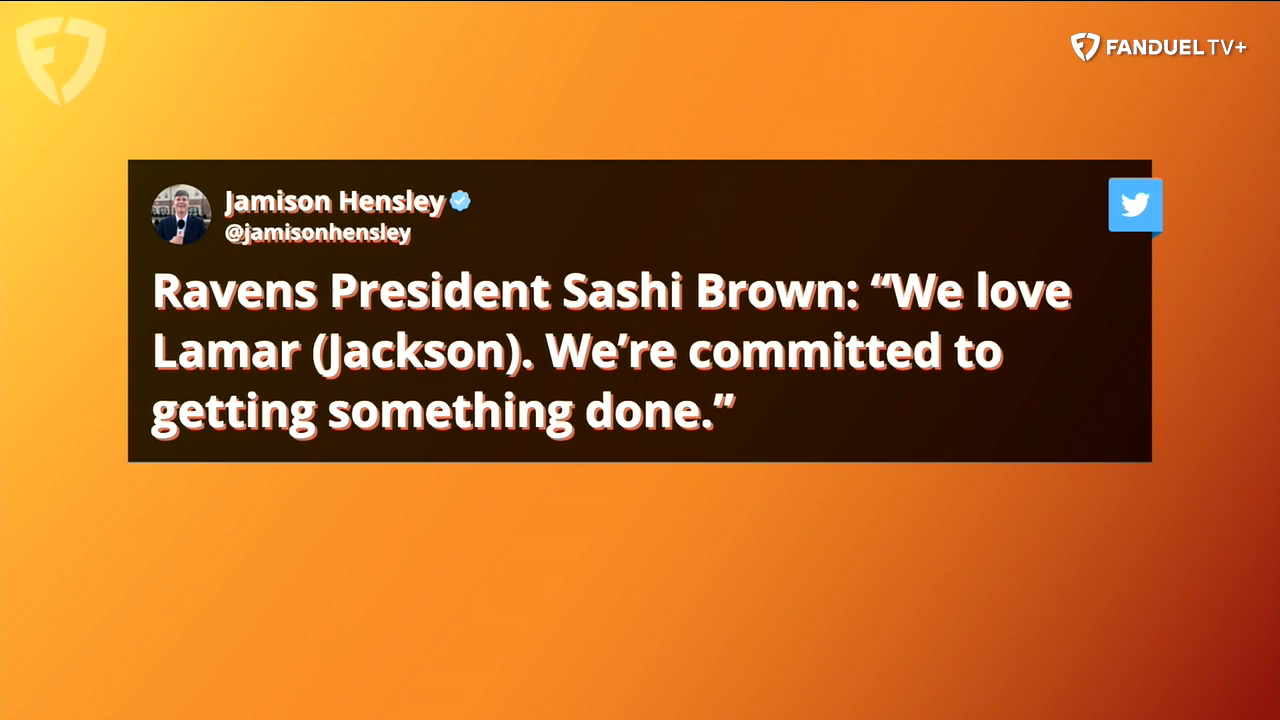 FANDUEL TV+
Jamison Hensley
@jamisonhensley
Ravens President Sashi Brown: “We love
Lamar (Jackson). We’re committed to
getting something done.”